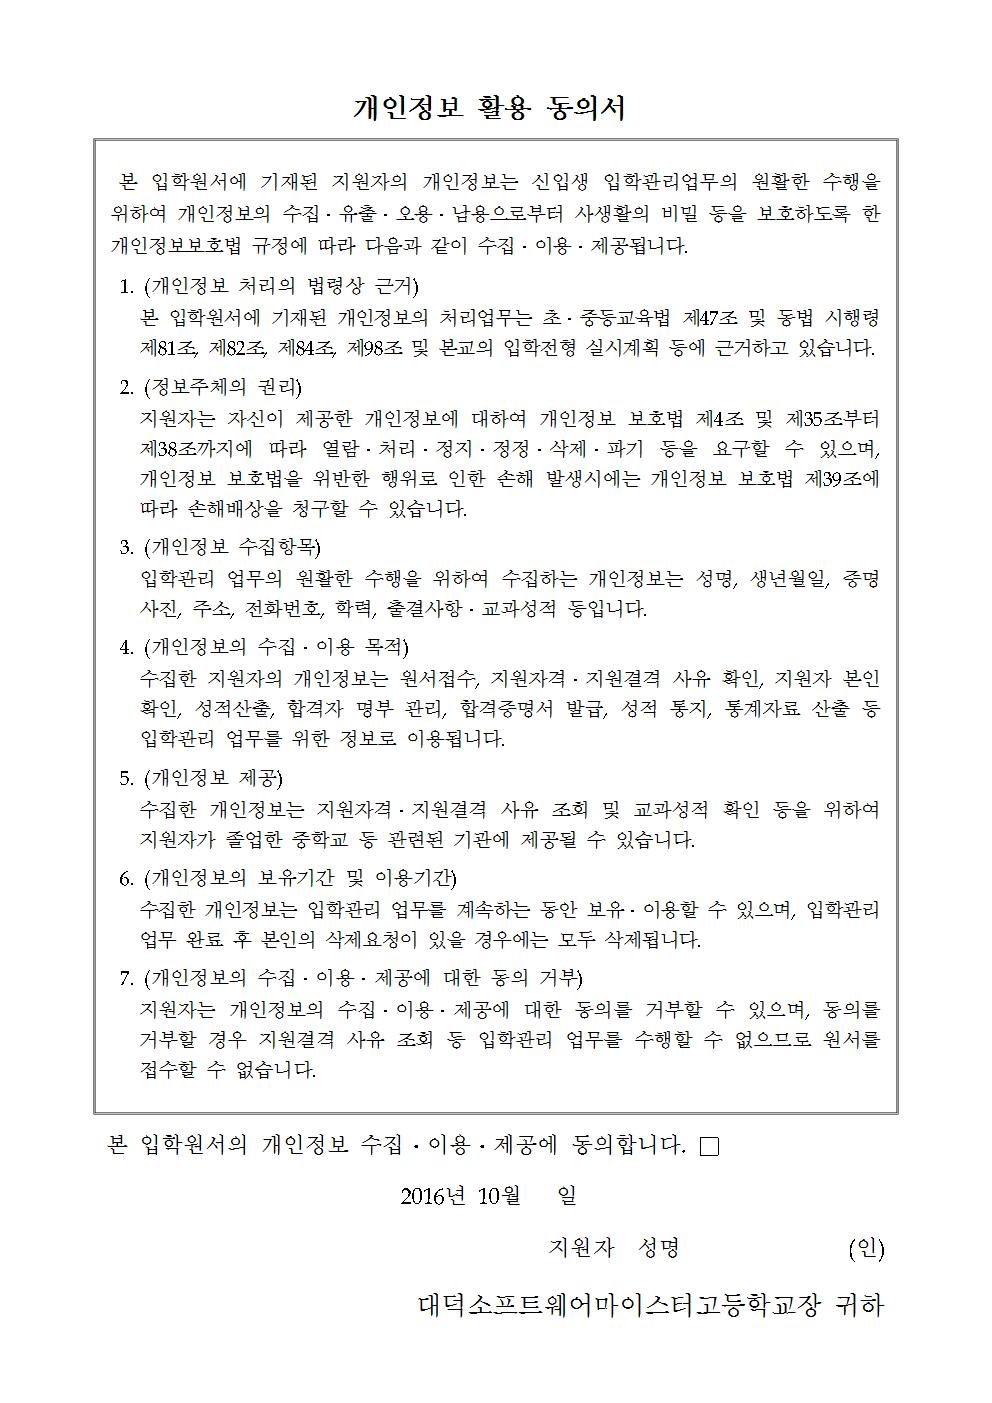 개인정보 활용 동의서
본 입학원서에 기재된 지원자의 개인정보는 신입생 입학관리업무의 원활한 수행을
위하여 개인정보의 수집·유출·오용·남용으로부터 사생활의 비밀 등을 보호하도록 한
개인정보보호법 규정에 따라 다음과 같이 수집·이용·제공됩니다.
1. (개인정보 처리의 법령상 근거)
본 입학원서에 기재된 개인정보의 처리업무는 초·중등교육법 제47조 및 동법 시행령
제81조, 제82조, 제84조, 제98조 및 본교의 입학전형 실시계획 등에 근거하고 있습니다.
2. (정보주체의 권리)
지원자는 자신이 제공한 개인정보에 대하여 개인정보 보호법 제4조 및 제35조부터
제38조까지에 따라 열람·처리·정지·정정·삭제·파기 등을 요구할 수 있으며,
개인정보 보호법을 위반한 행위로 인한 손해 발생시에는 개인정보 보호법 제39조에
따라 손해배상을 청구할 수 있습니다.
3. (개인정보 수집항목)
입학관리 업무의 원활한 수행을 위하여 수집하는 개인정보는 성명, 생년월일, 증명
사진, 주소, 전화번호, 학력, 출결사항·교과성적 등입니다.
4. (개인정보의 수집·이용 목적)
수집한 지원자의 개인정보는 원서접수, 지원자격·지원결격 사유 확인, 지원자 본인
확인, 성적산출, 합격자 명부 관리, 합격증명서 발급, 성적 통지, 통계자료 산출 등
입학관리 업무를 위한 정보로 이용됩니다.
5. (개인정보 제공)
수집한 개인정보는 지원자격·지원결격 사유 조회 및 교과성적 확인 등을 위하여
지원자가 졸업한 중학교 등 관련된 기관에 제공될 수 있습니다.
6. (개인정보의 보유기간 및 이용기간)
수집한 개인정보는 입학관리 업무를 계속하는 동안 보유·이용할 수 있으며, 입학관리
업무 완료 후 본인의 삭제요청이 있을 경우에는 모두 삭제됩니다.
7. (개인정보의 수집·이용·제공에 대한 동의 거부)
지원자는 개인정보의 수집·이용·제공에 대한 동의를 거부할 수 있으며, 동의를
거부할 경우 지원결격 사유 조회 등 입학관리 업무를 수행할 수 없으므로 원서를
접수할 수 없습니다.
본 입학원서의 개인정보 수집·이용·제공에 동의합니다. □
2016년 10월 일
지원자 성명 (인)
대덕소프트웨어마이스터고등학교장 귀하